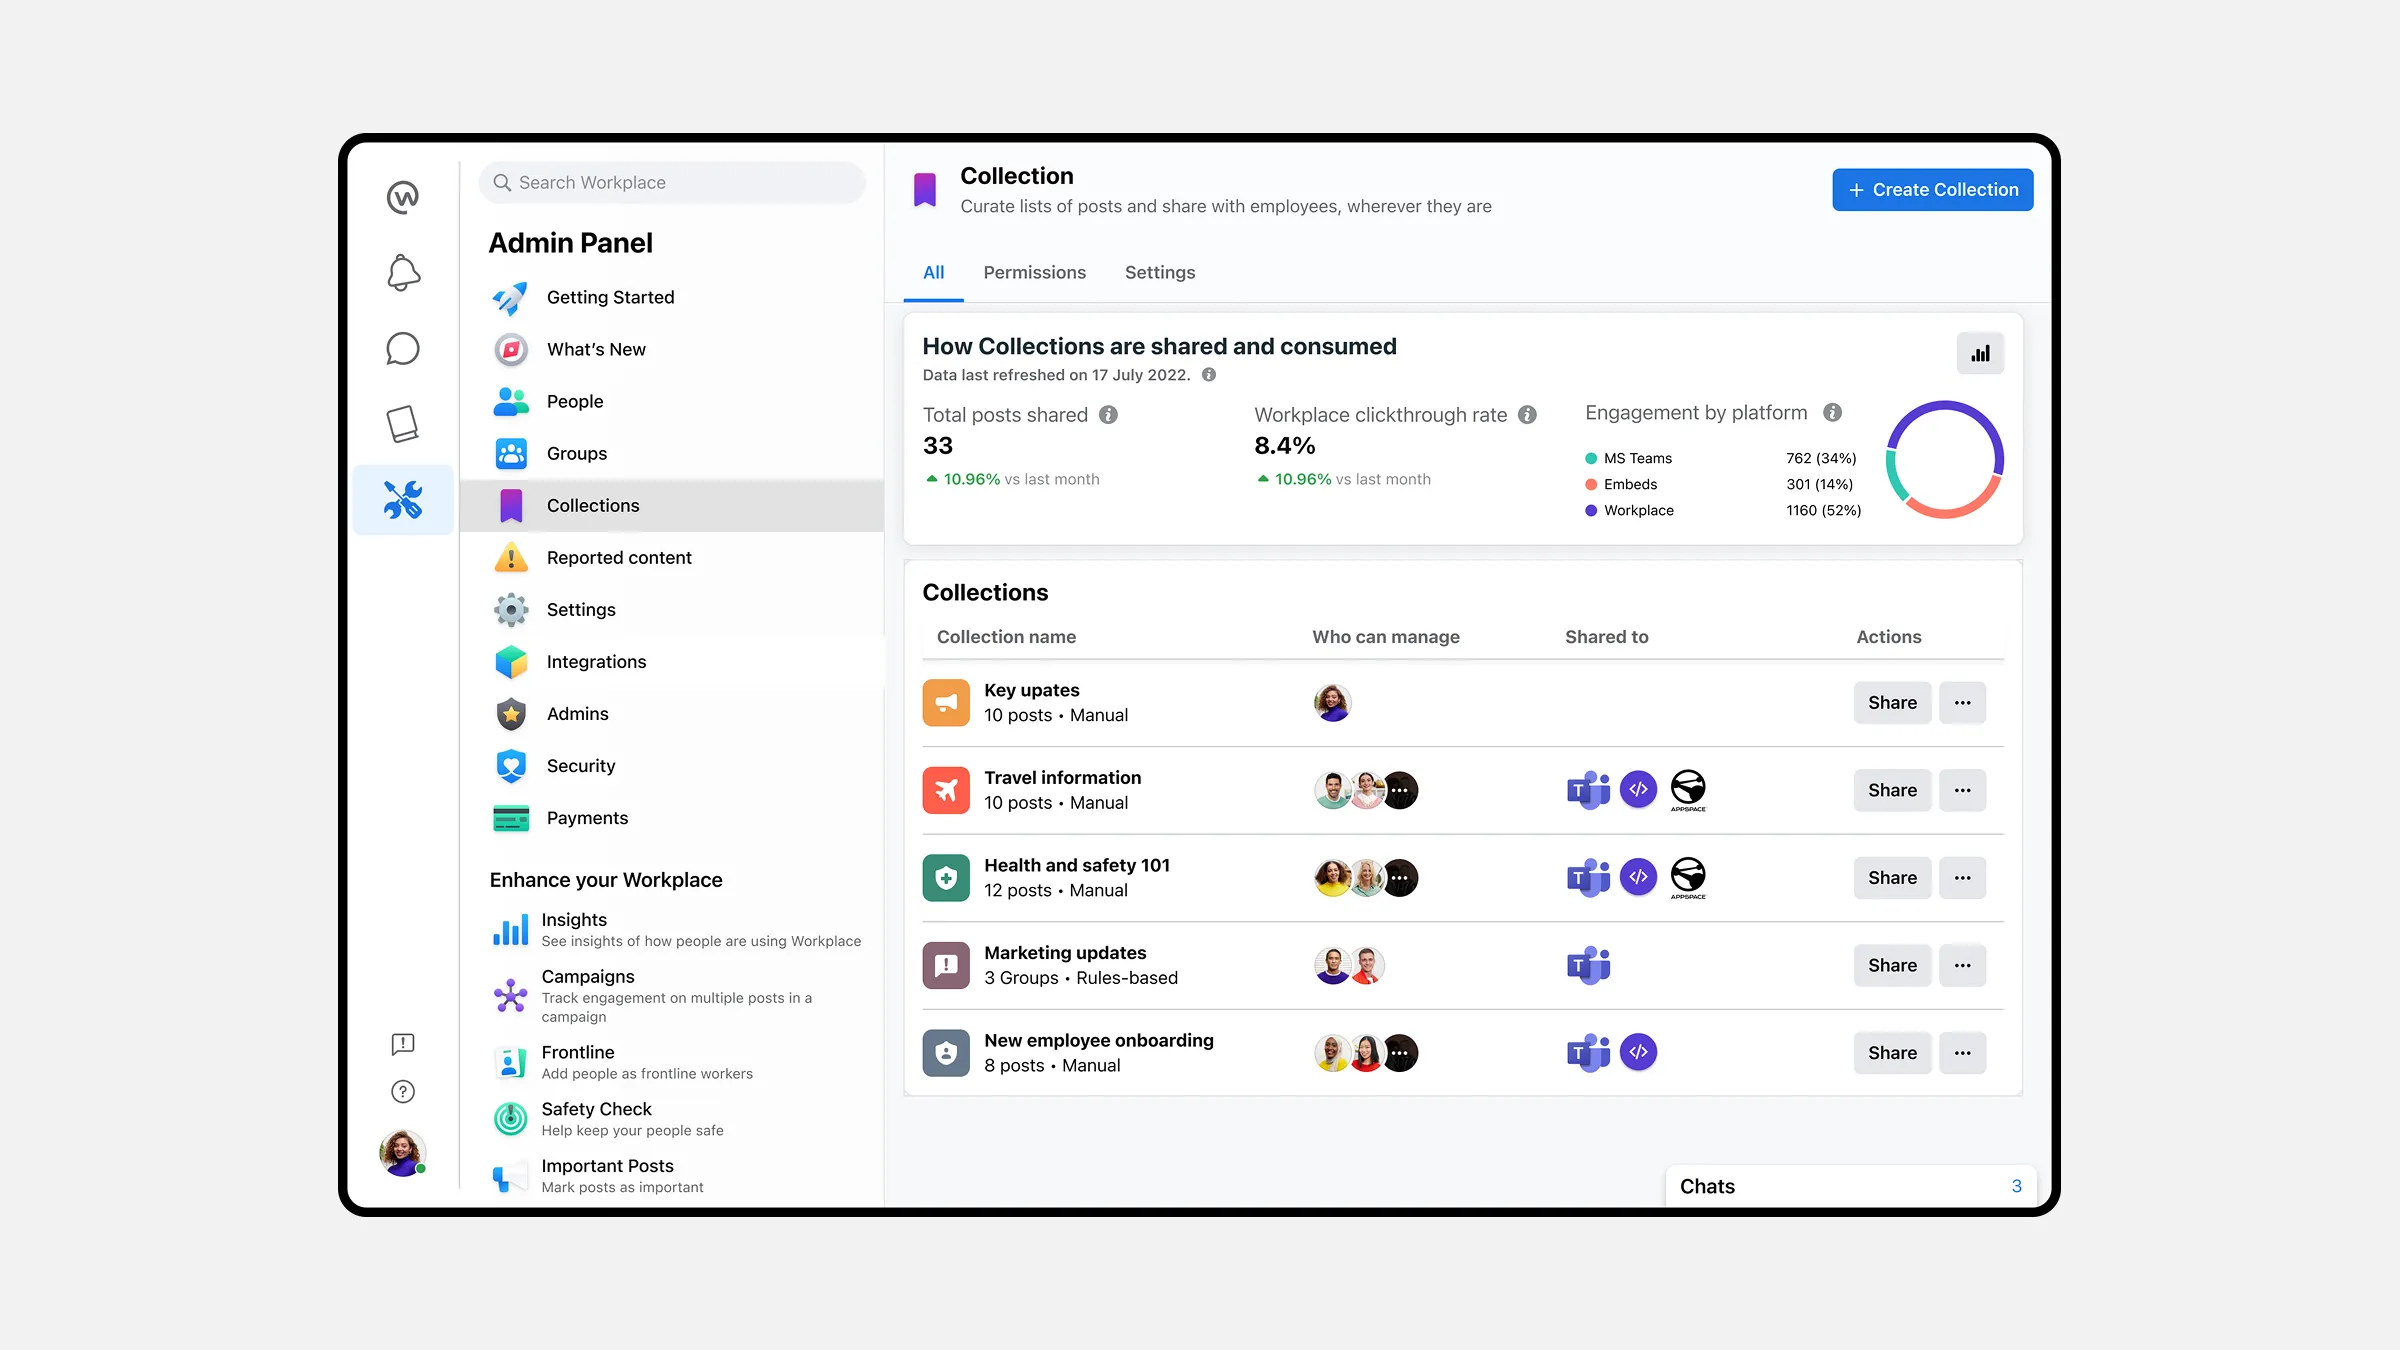 Search Workplace
Admin Panel
Getting Started
What’s New
People
Groups
Collections
Reported content
Settings
Integrations
Admins
Security
Payments
Enhance your Workplace
Insights
See insights of how people are using Workplace
Campaigns
Track engagement on multiple posts in a
campaign
Frontline
Add people as frontline workers
Safety Check
Help keep your people safe
Important Posts
Mark posts as important
Collection
Curate lists of posts and share with employees, wherever they are
+ Create Collection
All Permissions Settings
How Collections are shared and consumed
Data last refreshed on 17 July 2022.
Total posts shared
33
10.96% vs last month
Workplace clickthrough rate
8.4%
10.96% vs last month
Engagement by platform
MS Teams 762 (34%)
Embeds 301 (14%)
Workplace 1160 (52%)
Collections
Collection name Who can manage Shared to Actions
Key upates
10 posts • Manual
Share
Travel information
10 posts • Manual
T </> APPSPACE
Share
Health and safety 101
12 posts • Manual
T </> APPSPACE
Share
Marketing updates
3 Groups • Rules-based
T
Share
New employee onboarding
8 posts • Manual
T </>
Share
Chats 3